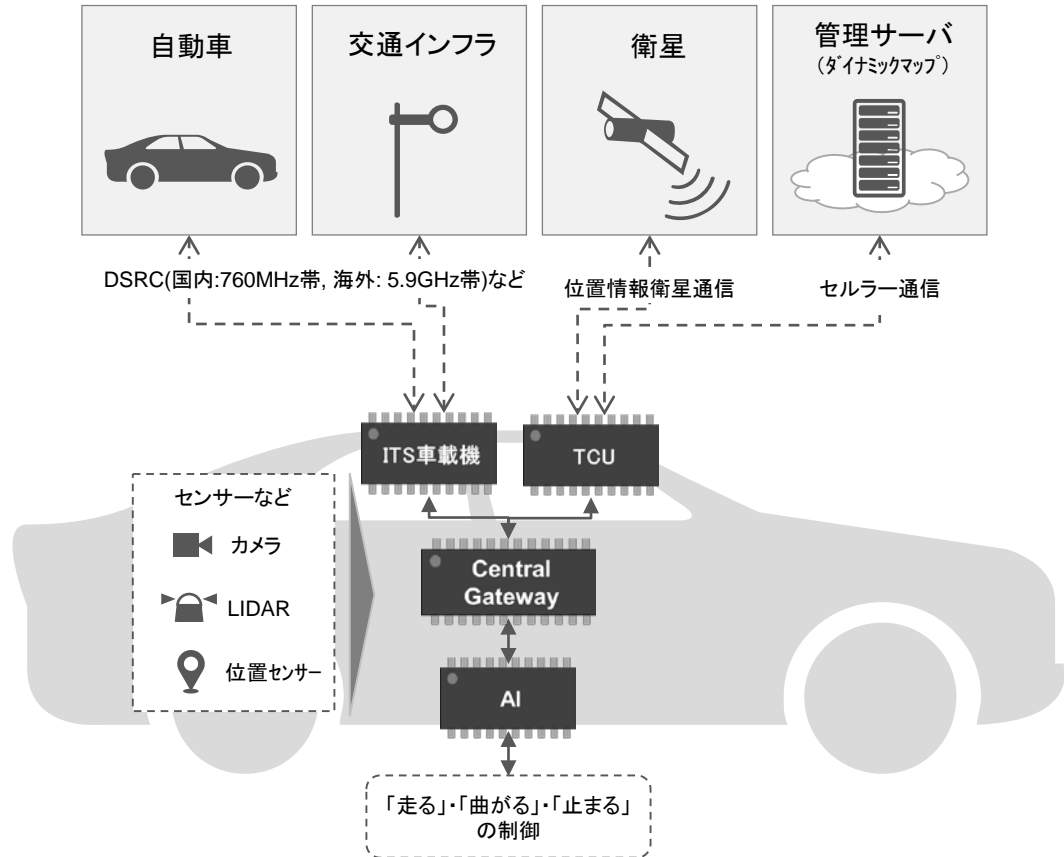 自動車
交通インフラ
衛星
管理サーバ
(ﾀﾞｲﾅﾐｯｸﾏｯﾌﾟ)
DSRC(国内:760MHz帯, 海外: 5.9GHz帯)など
位置情報衛星通信
セルラー通信
ITS車載機
TCU
センサーなど
カメラ
LIDAR
位置ｾﾝｻｰ
Central
Gateway
AI
「走る」・「曲がる」・「止まる」
の制御